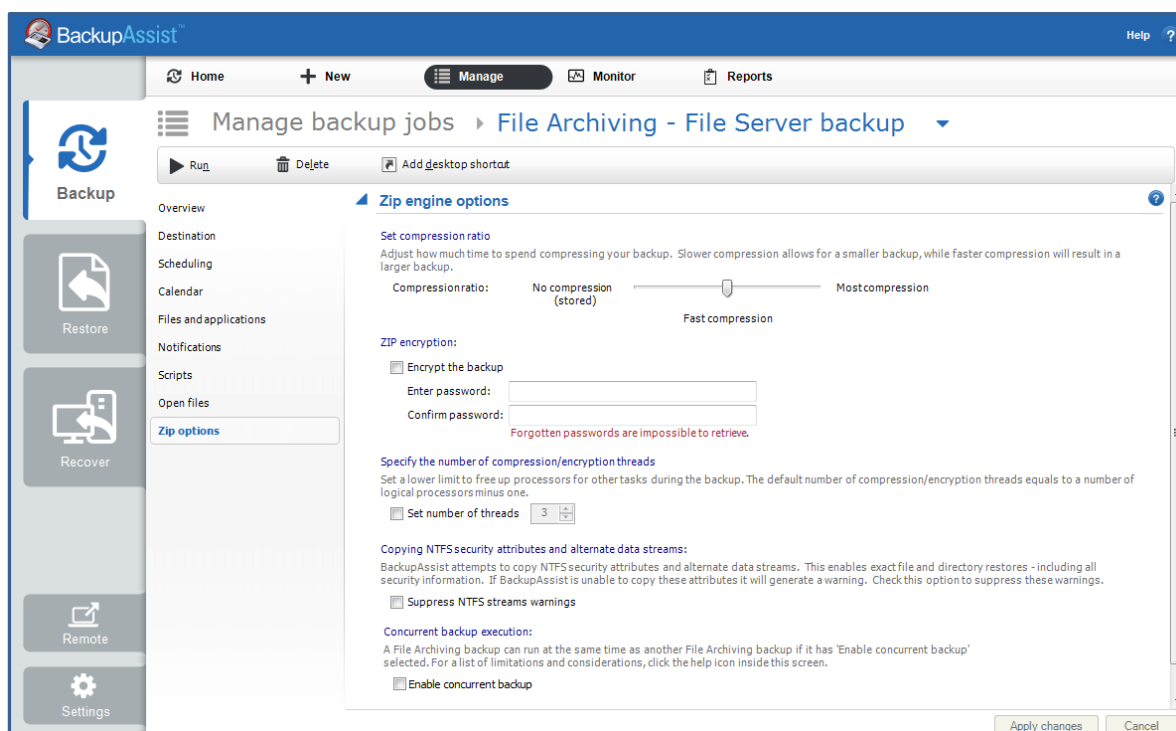 BackupAssist™
Help ?
Home
New
Manage
Monitor
Reports
Manage backup jobs
File Archiving - File Server backup
Run
Delete
Add desktop shortcut
Backup
Restore
Recover
Remote
Settings
Overview
Destination
Scheduling
Calendar
Files and applications
Notifications
Scripts
Open files
Zip options
Zip engine options
?
Set compression ratio
Adjust how much time to spend compressing your backup. Slower compression allows for a smaller backup, while faster compression will result in a
larger backup.
Compression ratio:
No compression
(stored)
Most compression
Fast compression
ZIP encryption:
Encrypt the backup
Enter password:
Confirm password:
Forgotten passwords are impossible to retrieve.
Specify the number of compression/encryption threads
Set a lower limit to free up processors for other tasks during the backup. The default number of compression/encryption threads equals to a number of
logical processors minus one.
Set number of threads 3
Copying NTFS security attributes and alternate data streams:
BackupAssist attempts to copy NTFS security attributes and alternate data streams. This enables exact file and directory restores - including all
security information. If BackupAssist is unable to copy these attributes it will generate a warning. Check this option to suppress these warnings.
Suppress NTFS streams warnings
Concurrent backup execution:
A File Archiving backup can run at the same time as another File Archiving backup if it has 'Enable concurrent backup'
selected. For a list of limitations and considerations, click the help icon inside this screen.
Enable concurrent backup
Apply changes
Cancel